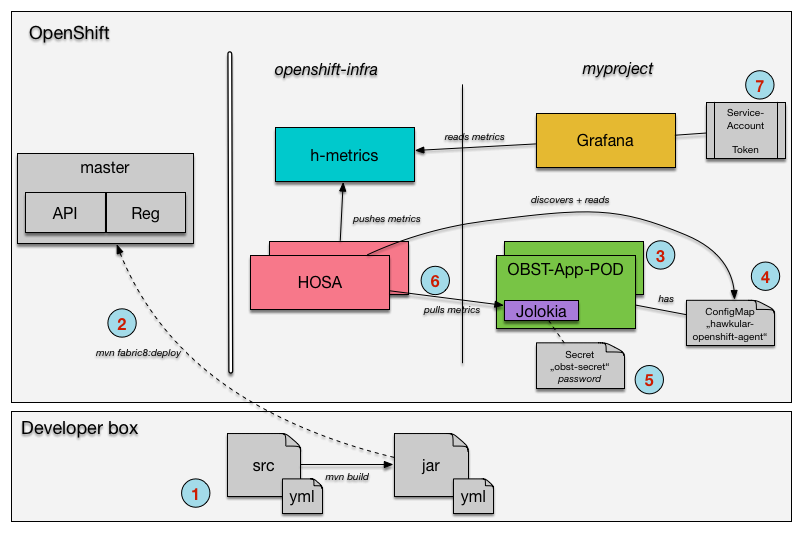 OpenShift
openshift-infra
myproject
7
Service-
Account
Token
master
API
Reg
h-metrics
reads metrics
Grafana
pushes metrics
discovers + reads
HOSA
6
pulls metrics
OBST-App-POD
Jolokia
3
4
has
ConfigMap
„hawkular-
openshift-agent“
2
mvn fabric8:deploy
Secret
„obst-secret“
password
5
Developer box
1
src
yml
mvn build
jar
yml